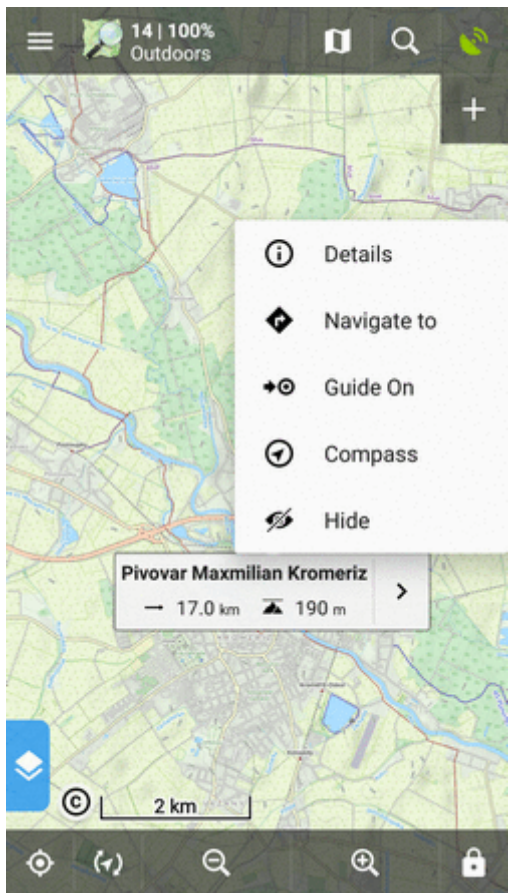 14 | 100%
Outdoors
Details
Navigate to
Guide On
Compass
Hide
Pivovar Maxmilian Kromeriz
17.0 km 190 m
© 2 km